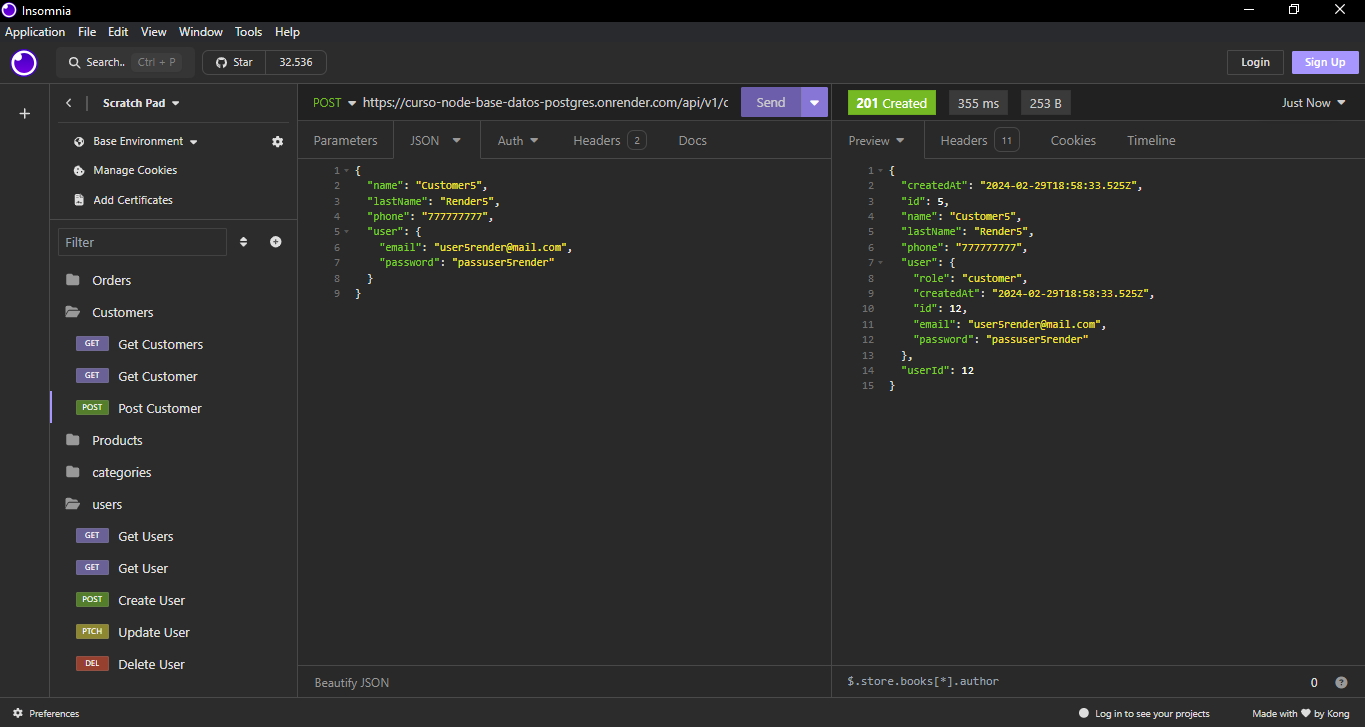 Insomnia
Application File Edit View Window Tools Help
Search.. Ctrl + P
Star 32.536
Login Sign Up
Scratch Pad
Base Environment
Manage Cookies
Add Certificates
Filter
Orders
Customers
GET Get Customers
GET Get Customer
POST Post Customer
Products
categories
users
GET Get Users
GET Get User
POST Create User
PTCH Update User
DEL Delete User
POST https://curso-node-base-datos-postgres.onrender.com/api/v1/c Send
Parameters JSON Auth Headers 2 Docs
1 {
2 "name": "Customer5",
3 "lastName": "Render5",
4 "phone": "777777777",
5 "user": {
6 "email": "user5render@mail.com",
7 "password": "passuser5render"
8 }
9 }
Beautify JSON
201 Created 355 ms 253 B Just Now
Preview Headers 11 Cookies Timeline
1 {
2 "createdAt": "2024-02-29T18:58:33.525Z",
3 "id": 5,
4 "name": "Customer5",
5 "lastName": "Render5",
6 "phone": "777777777",
7 "user": {
8 "role": "customer",
9 "createdAt": "2024-02-29T18:58:33.525Z",
10 "id": 12,
11 "email": "user5render@mail.com",
12 "password": "passuser5render"
13 },
14 "userId": 12
15 }
$.store.books[*].author 0 ?
Preferences
Log in to see your projects
Made with ♥ by Kong